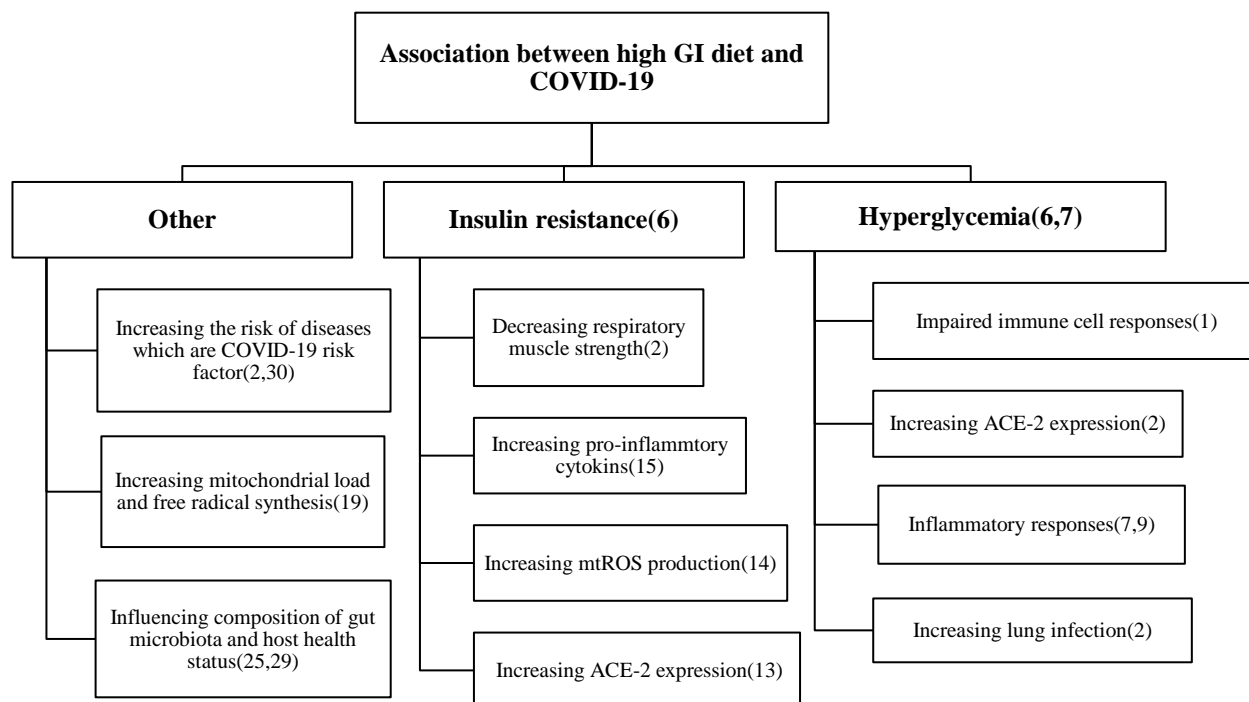 Association between high GI diet and
COVID-19
Other
Insulin resistance(6)
Hyperglycemia(6,7)
Increasing the risk of diseases
which are COVID-19 risk
factor(2,30)
Increasing mitochondrial load
and free radical synthesis(19)
Influencing composition of gut
microbiota and host health
status(25,29)
Decreasing respiratory
muscle strength(2)
Increasing pro-inflammtory
cytokins(15)
Increasing mtROS production(14)
Increasing ACE-2 expression(13)
Impaired immune cell responses(1)
Increasing ACE-2 expression(2)
Inflammatory responses(7,9)
Increasing lung infection(2)